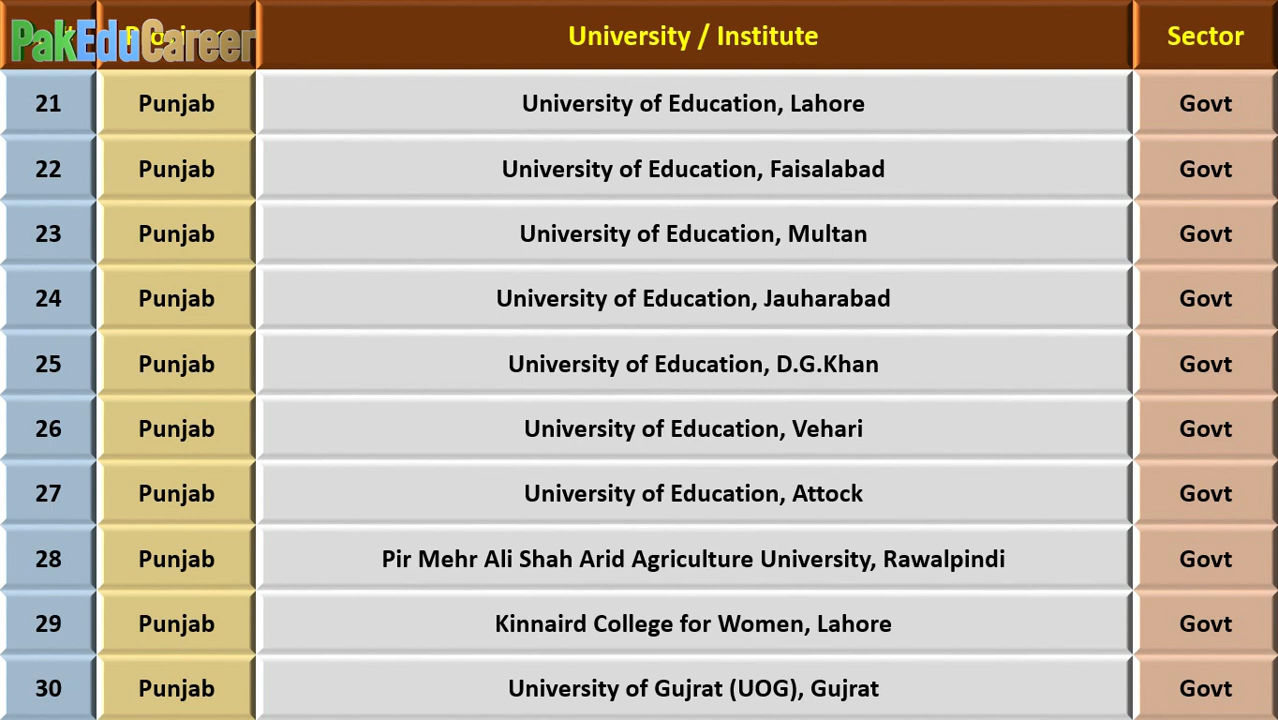 PakEduCareer
University / Institute Sector
21 Punjab University of Education, Lahore Govt
22 Punjab University of Education, Faisalabad Govt
23 Punjab University of Education, Multan Govt
24 Punjab University of Education, Jauharabad Govt
25 Punjab University of Education, D.G.Khan Govt
26 Punjab University of Education, Vehari Govt
27 Punjab University of Education, Attock Govt
28 Punjab Pir Mehr Ali Shah Arid Agriculture University, Rawalpindi Govt
29 Punjab Kinnaird College for Women, Lahore Govt
30 Punjab University of Gujrat (UOG), Gujrat Govt